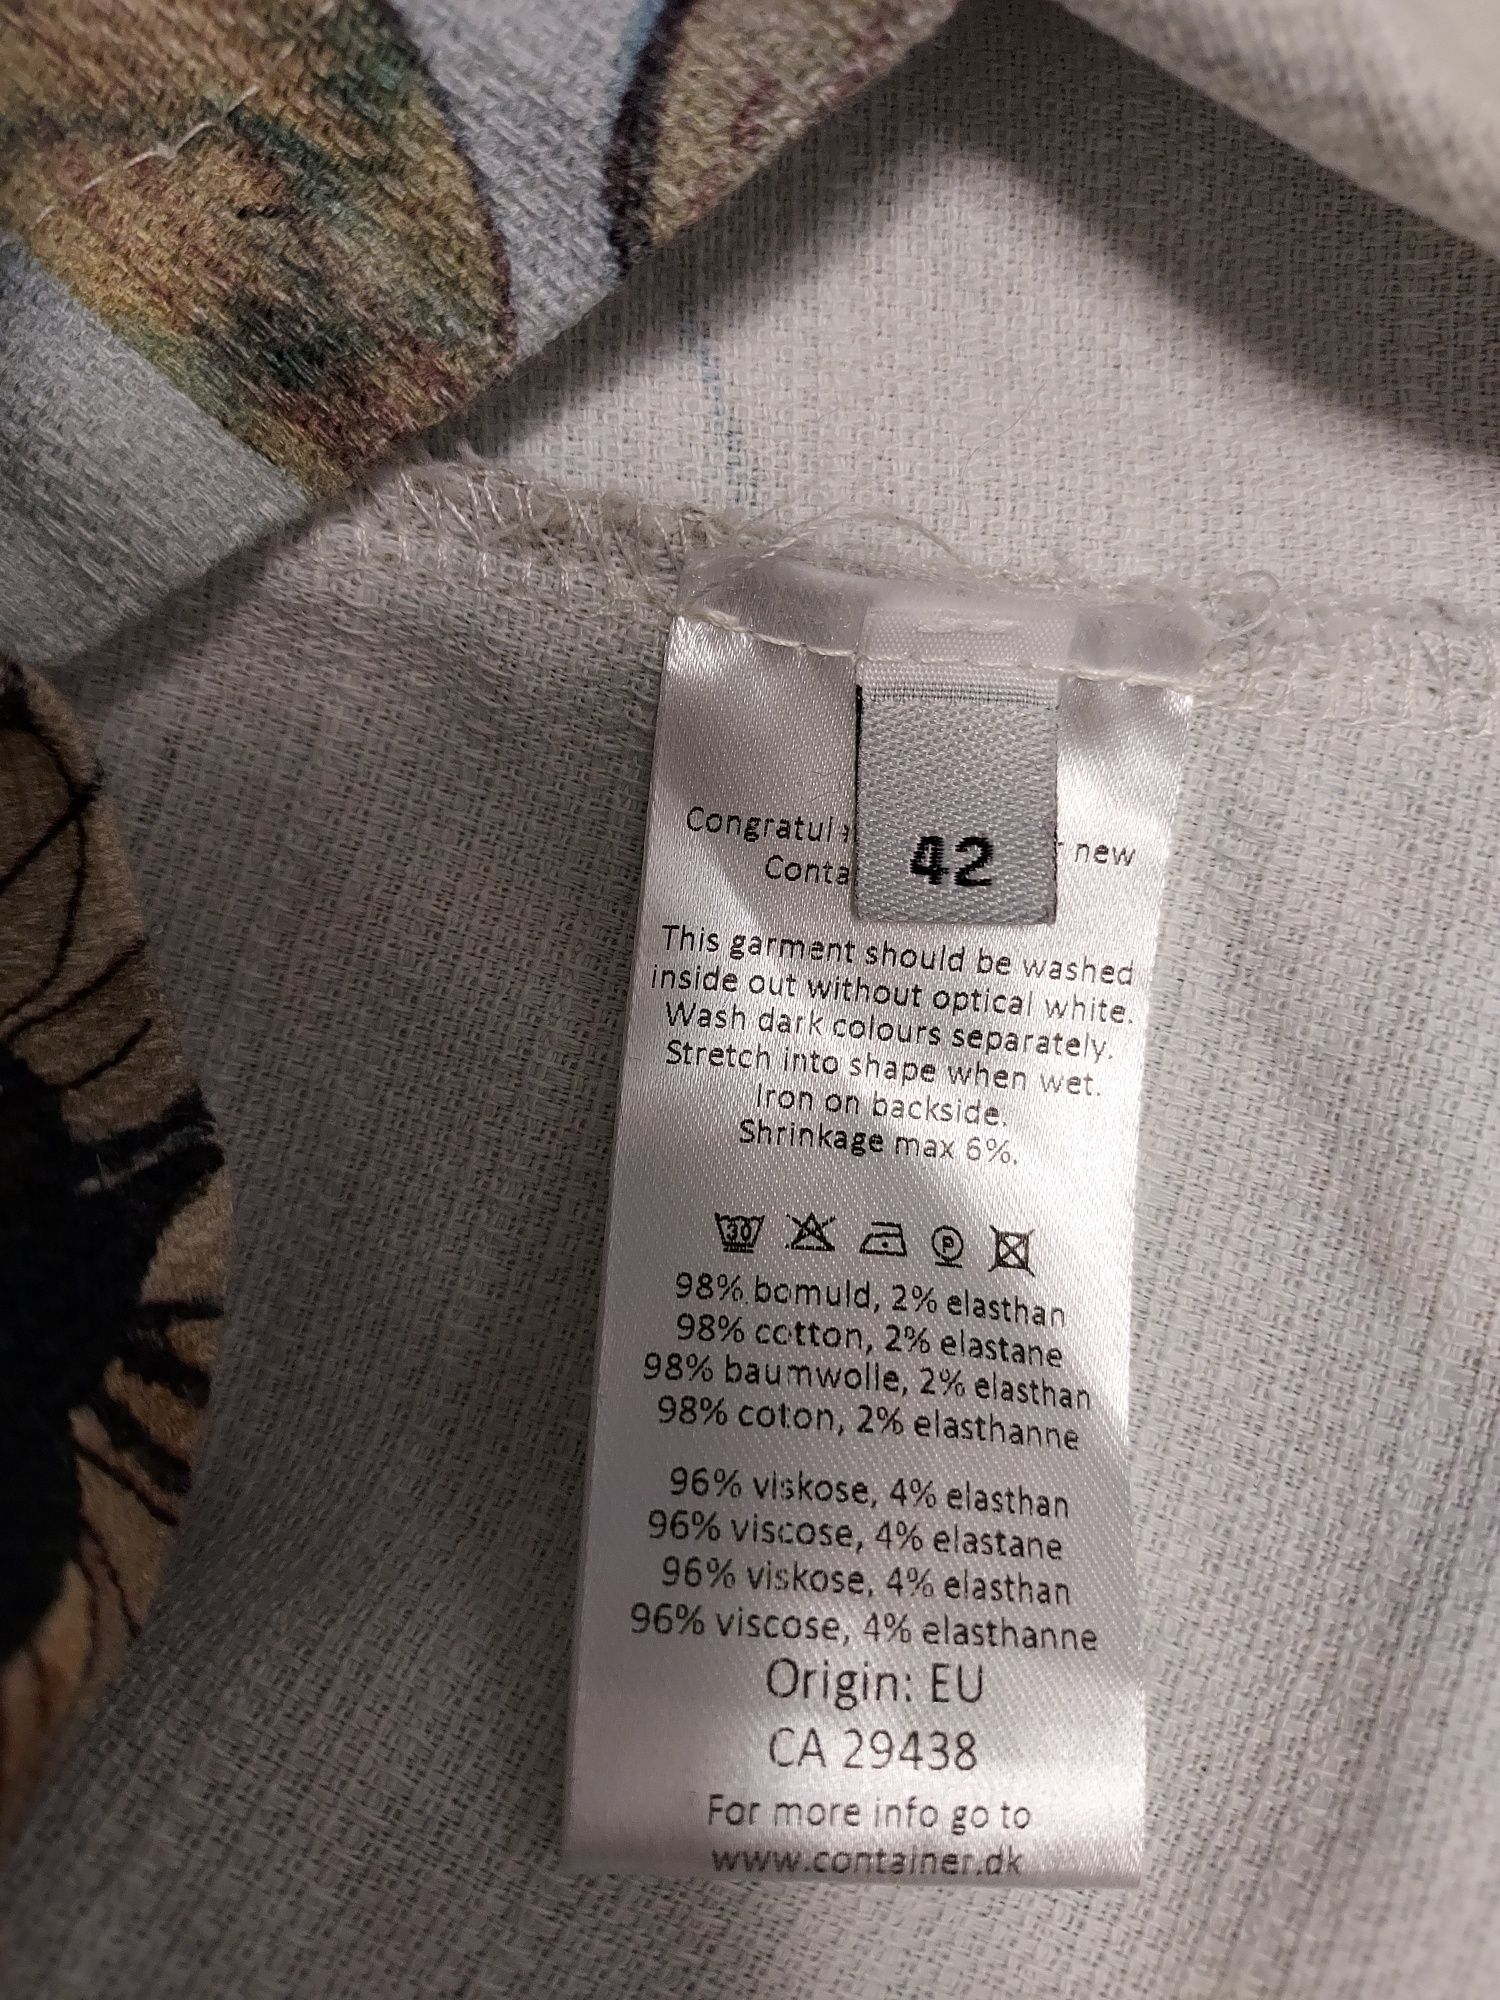 42
new
This garment should be washed
inside out without optical white.
Wash dark colours separately.
Stretch into shape when wet.
Iron on backside.
Shrinkage max 6%.
30 P
98% bomuld, 2% elasthan
98% cotton, 2% elastane
98% baumwolle, 2% elasthan
98% coton, 2% elasthanne
96% viskose, 4% elasthan
96% viscose, 4% elastane
96% viskose, 4% elasthan
96% viscose, 4% elasthanne
Origin: EU
CA 29438
For more info go to
www.container.dk